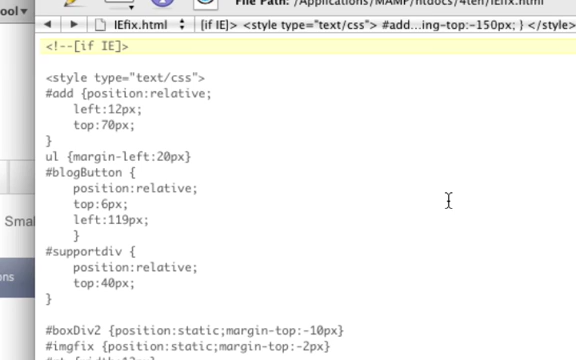 ool
File Path: /Applications/MAMP/htdocs/4ten/IEfix.html
IEfix.html
[if IE]> <style type="text/css"> #add...ing-top:-150px; } </style>
<!--[if IE]>
<style type="text/css">
#add {position:relative;
left:12px;
top:70px;
}
ul {margin-left:20px}
#blogButton {
position:relative;
top:6px;
left:119px;
}
Smal
#supportdiv {
position:relative;
ons
top:40px;
}
#boxDiv2 {position:static;margin-top:-10px}
#imgfix {position:static;margin-top:-2px}